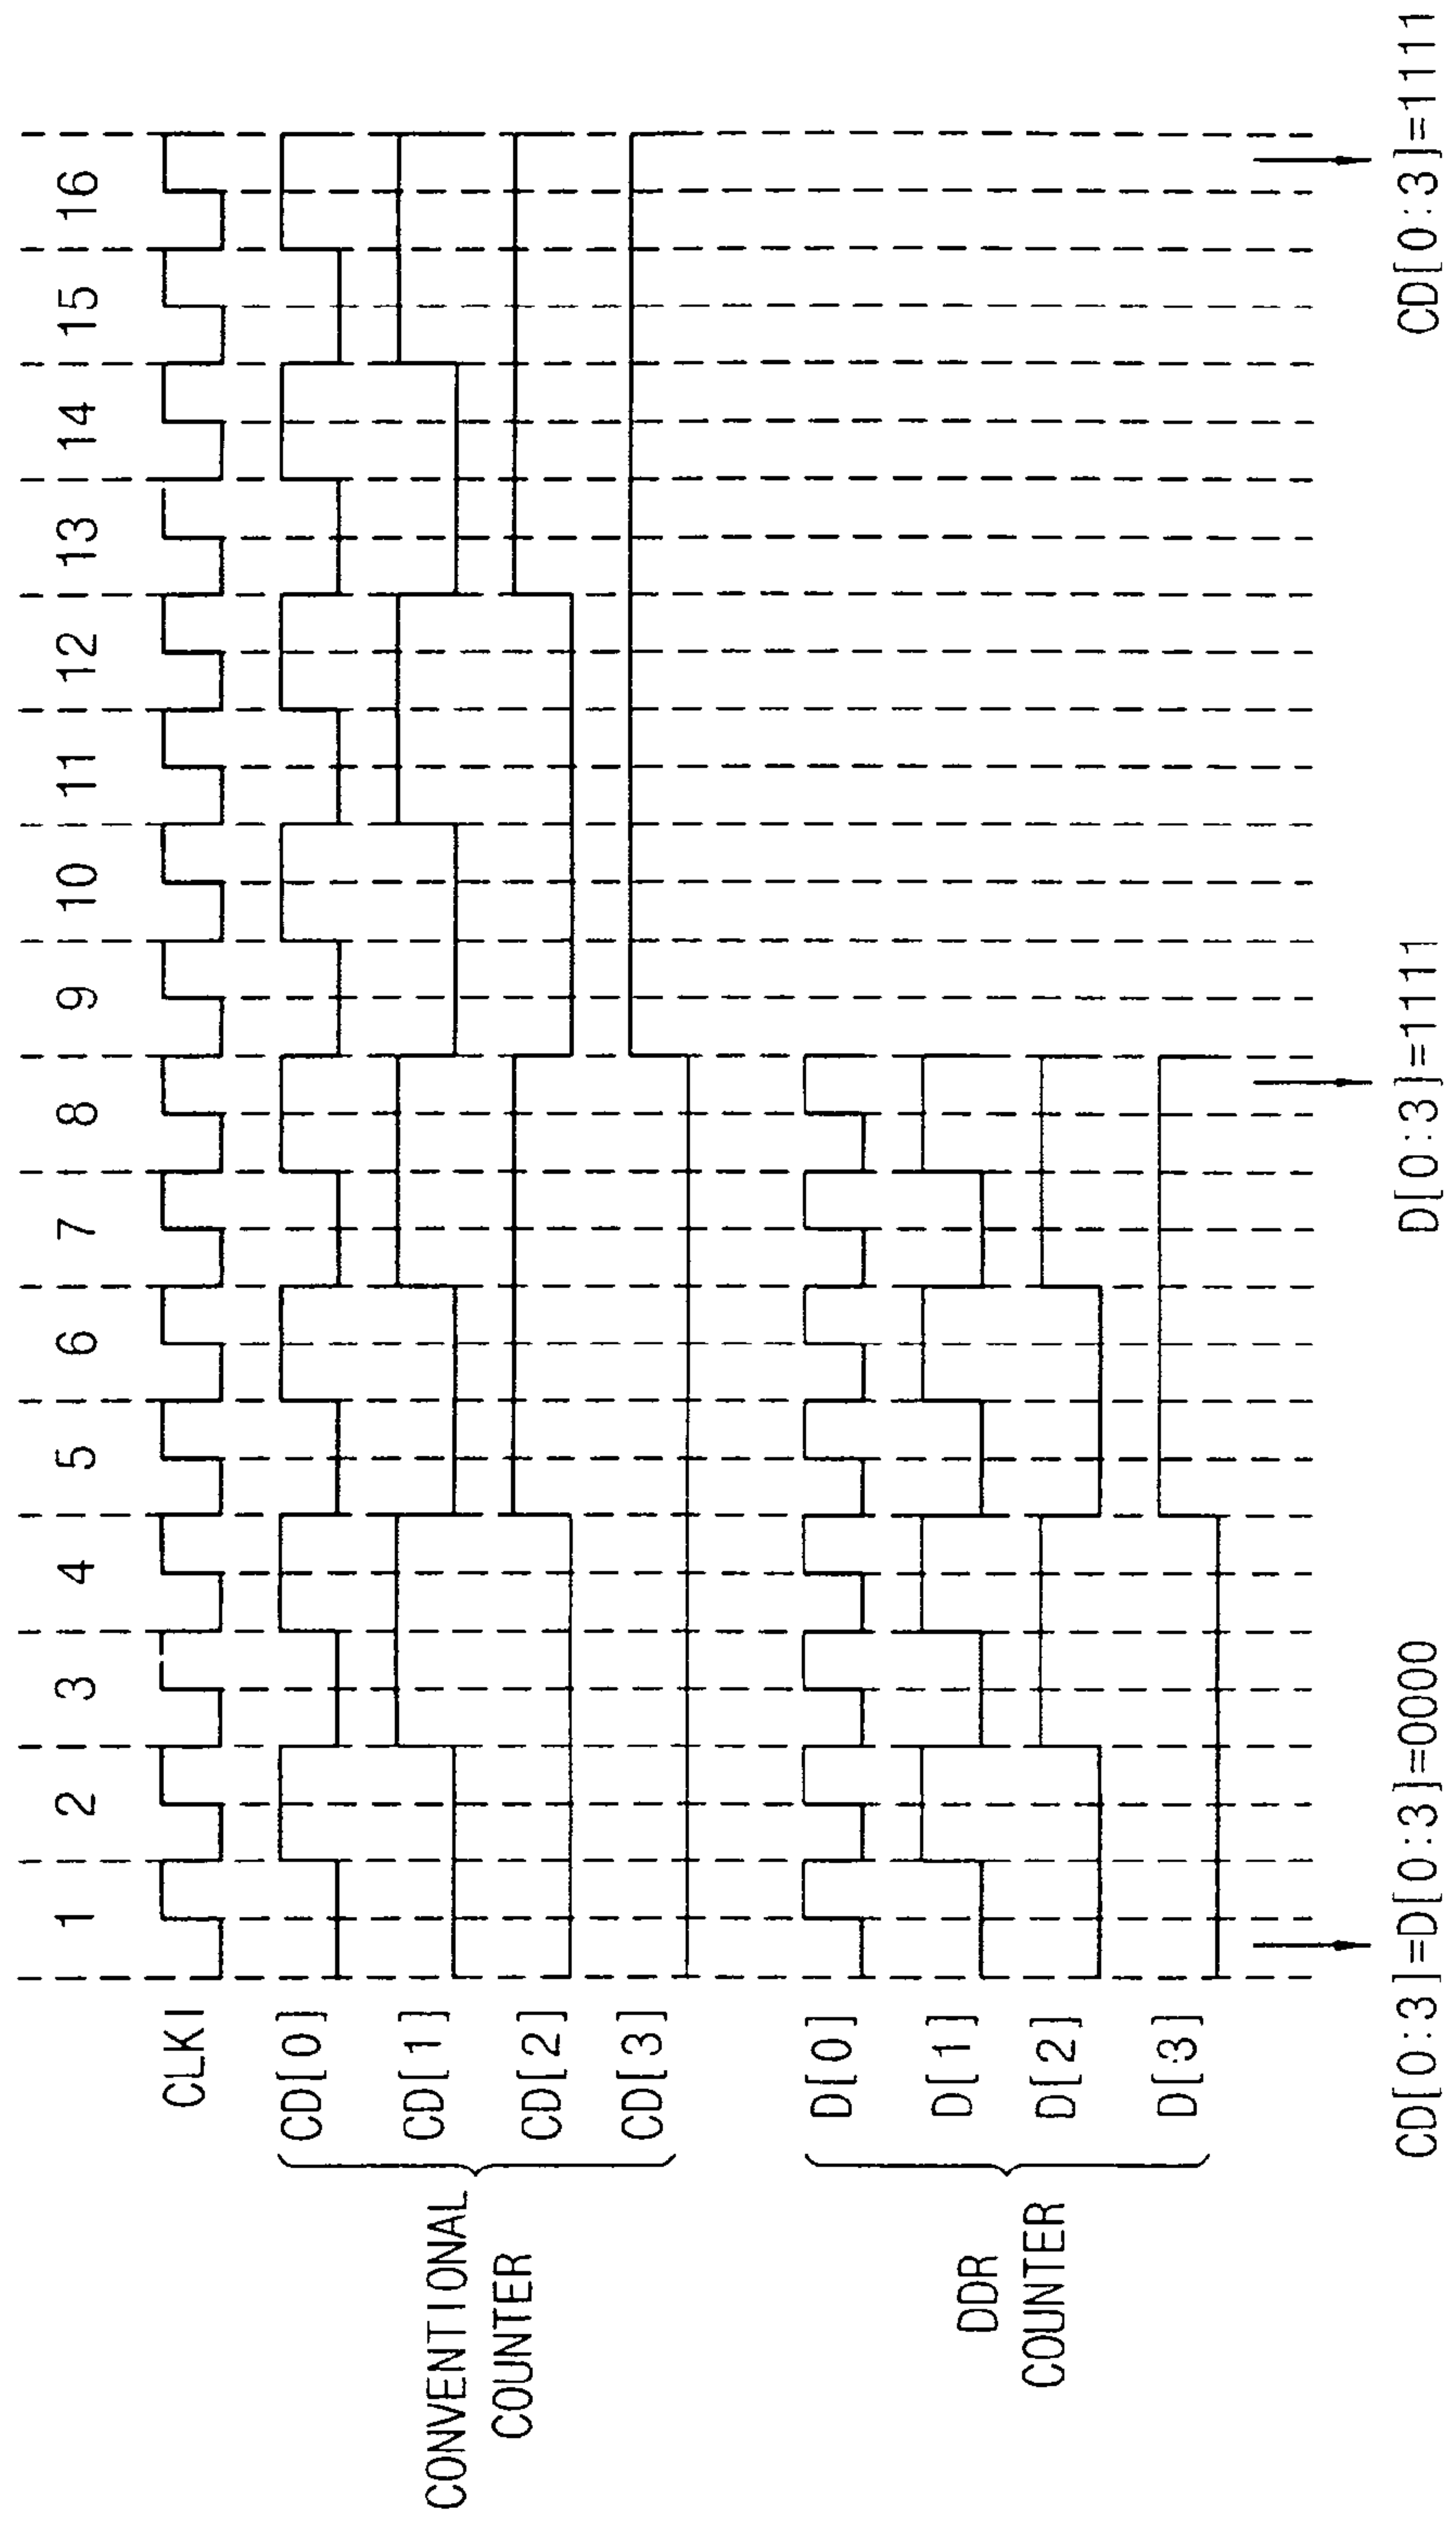 1 2 3 4 5 6 7 8 9 10 11 12 13 14 15 16
CLKI
CONVENTIONAL
COUNTER
CD[0]
CD[1]
CD[2]
CD[3]
DDR
COUNTER
D[0]
D[1]
D[2]
D[3]
CD[0:3]=D[0:3]=0000
D[0:3]=1111
CD[0:3]=1111